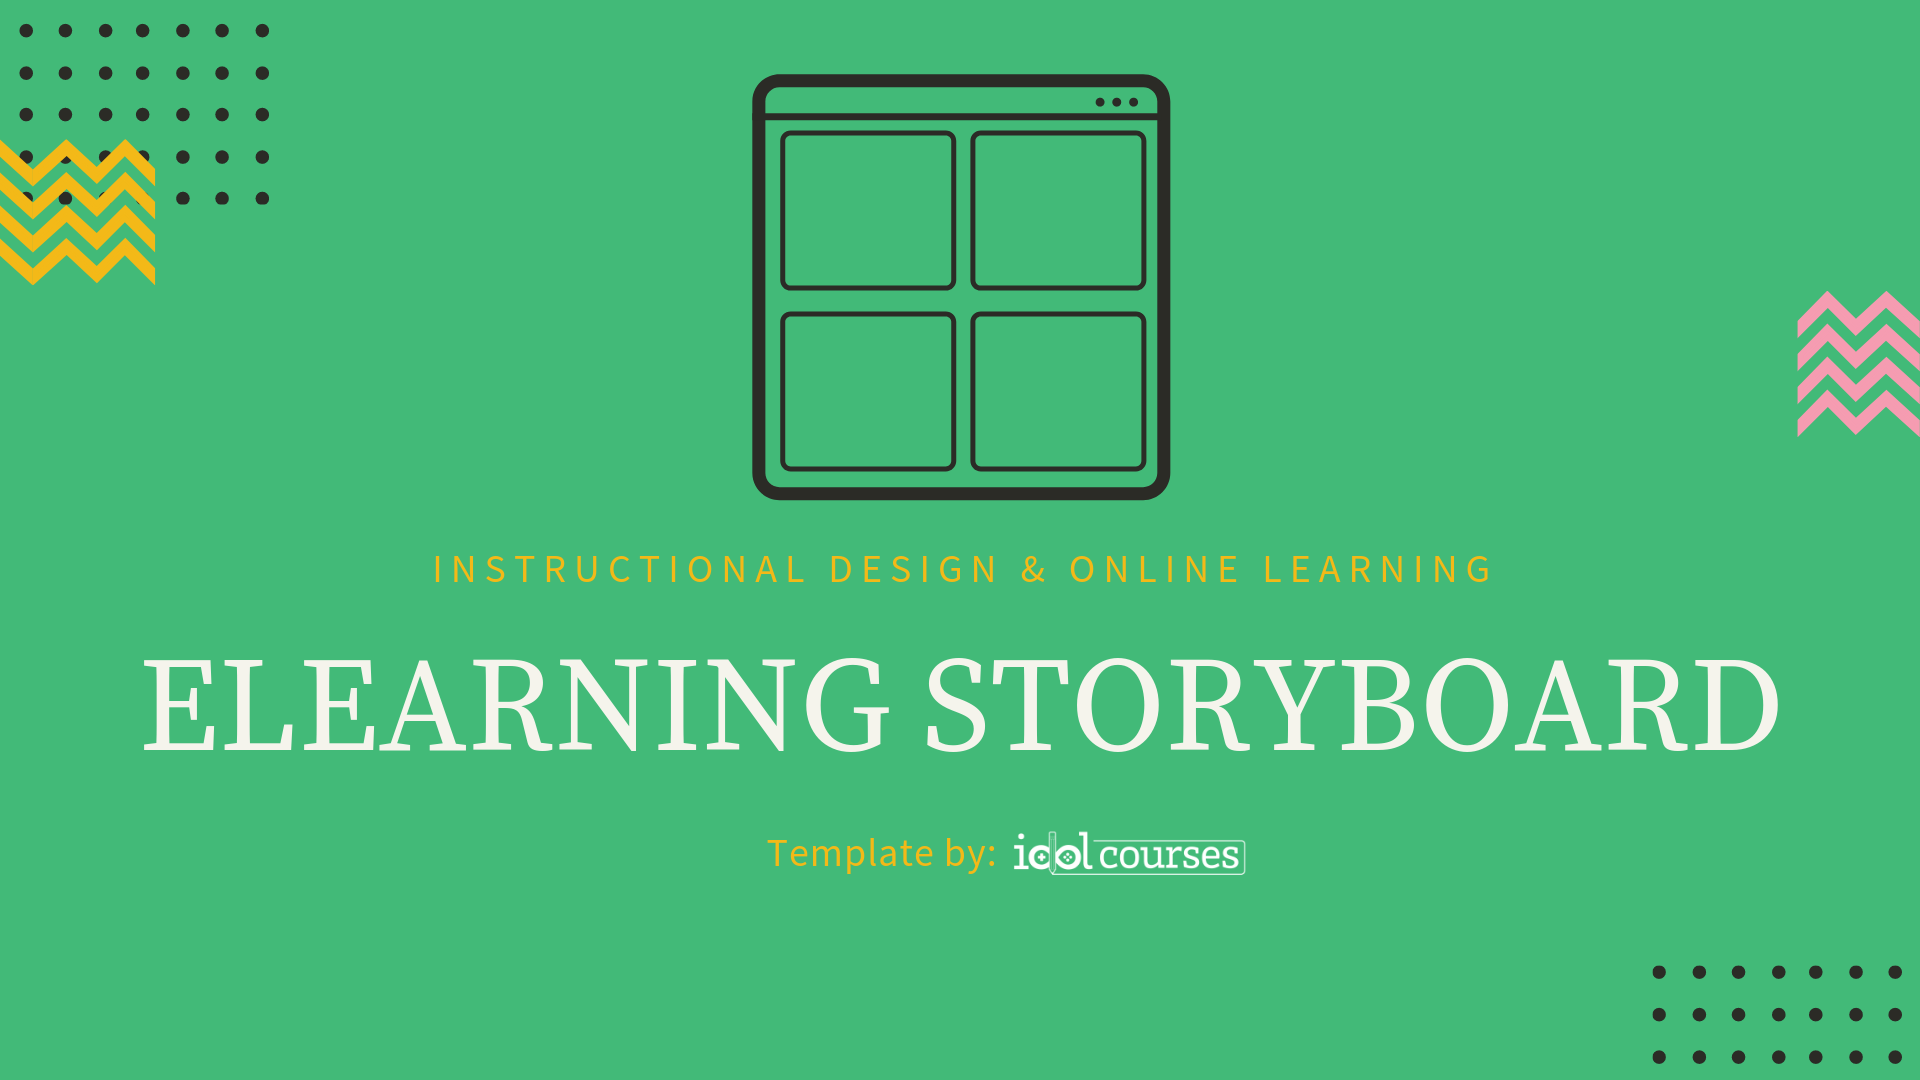 INSTRUCTIONAL DESIGN & ONLINE LEARNING
ELEARNING STORYBOARD
Template by: idol courses